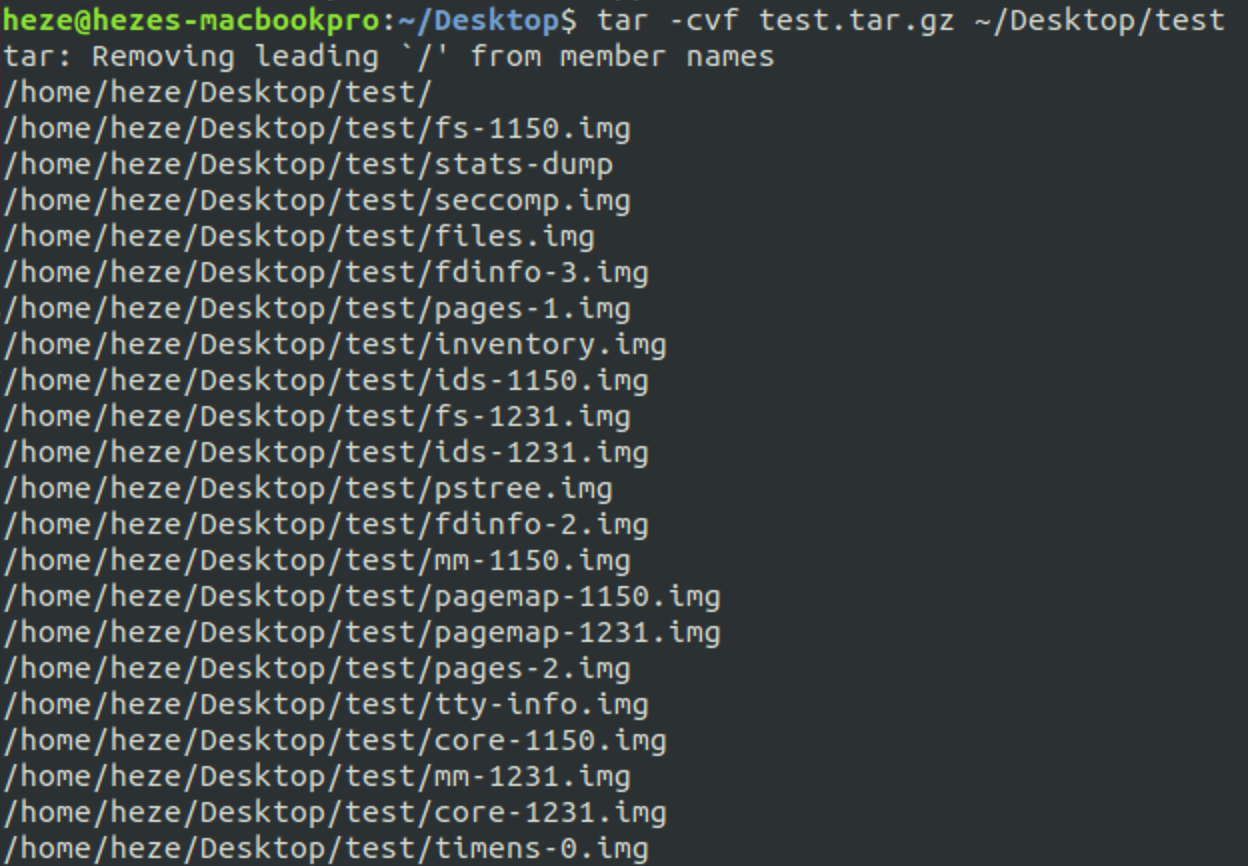 heze@hezes-macbookpro:~/Desktop$ tar -cvf test.tar.gz ~/Desktop/test
tar: Removing leading `/' from member names
/home/heze/Desktop/test/
/home/heze/Desktop/test/fs-1150.img
/home/heze/Desktop/test/stats-dump
/home/heze/Desktop/test/seccomp.img
/home/heze/Desktop/test/files.img
/home/heze/Desktop/test/fdinfo-3.img
/home/heze/Desktop/test/pages-1.img
/home/heze/Desktop/test/inventory.img
/home/heze/Desktop/test/ids-1150.img
/home/heze/Desktop/test/fs-1231.img
/home/heze/Desktop/test/ids-1231.img
/home/heze/Desktop/test/pstree.img
/home/heze/Desktop/test/fdinfo-2.img
/home/heze/Desktop/test/mm-1150.img
/home/heze/Desktop/test/pagemap-1150.img
/home/heze/Desktop/test/pagemap-1231.img
/home/heze/Desktop/test/pages-2.img
/home/heze/Desktop/test/tty-info.img
/home/heze/Desktop/test/core-1150.img
/home/heze/Desktop/test/mm-1231.img
/home/heze/Desktop/test/core-1231.img
/home/heze/Desktop/test/timens-0.img